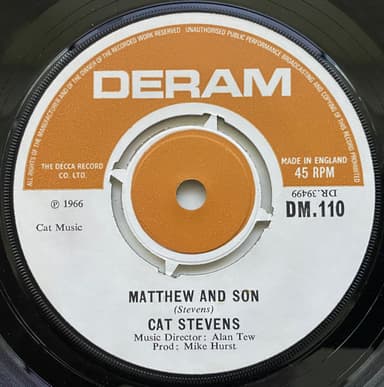 ALL RIGHTS OF THE MANUFACTURER AND OF THE OWNER OF THE RECORDED WORK RESERVED UNAUTHORISED PUBLIC PERFORMANCE BROADCASTING AND COPYING OF THIS RECORD PROHIBITED
DERAM
THE DECCA RECORD
CO. LTD.
MADE IN ENGLAND
45 RPM
DR.39499
℗ 1966
DM.110
Cat Music
MATTHEW AND SON
(Stevens)
CAT STEVENS
Music Director: Alan Tew
Prod: Mike Hurst